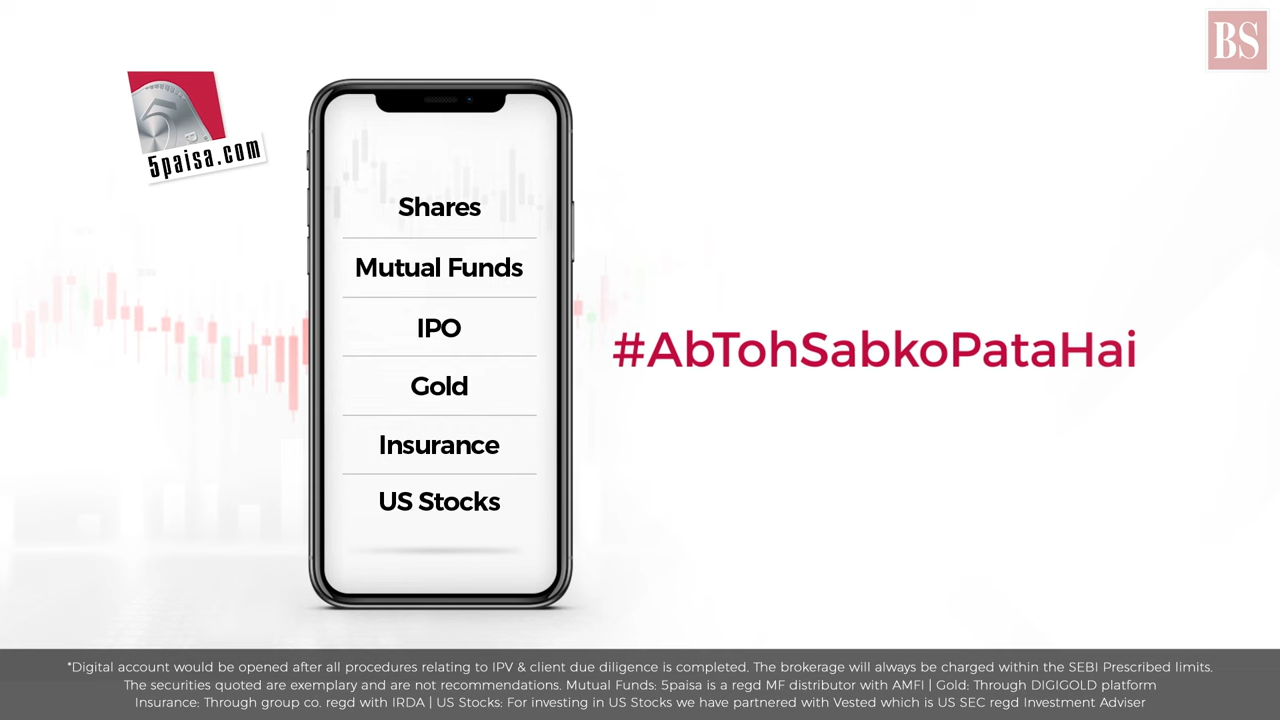 BS
5
5paisa.com
Shares
Mutual Funds
IPO
Gold
Insurance
US Stocks
#AbTohSabkoPataHai
*Digital account would be opened after all procedures relating to IPV & client due diligence is completed. The brokerage will always be charged within the SEBI Prescribed limits.
The securities quoted are exemplary and are not recommendations. Mutual Funds: 5paisa is a regd MF distributor with AMFI | Gold: Through DIGIGOLD platform
Insurance: Through group co. regd with IRDA | US Stocks: For investing in US Stocks we have partnered with Vested which is US SEC regd Investment Adviser